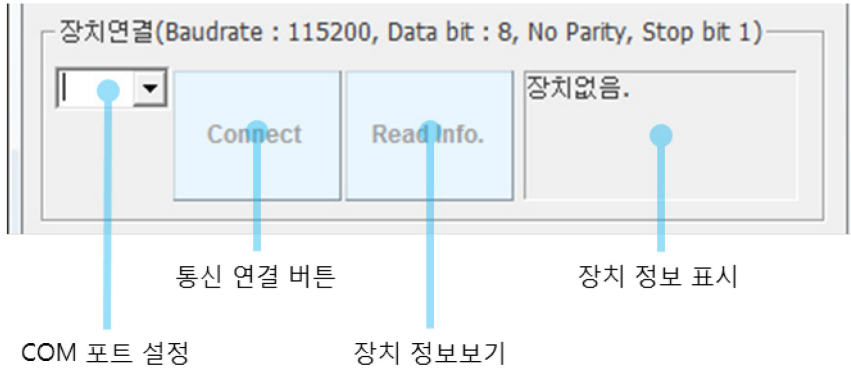 장치연결(Baudrate : 115200, Data bit : 8, No Parity, Stop bit 1)
장치없음.
Connect
Read Info.
통신 연결 버튼
장치 정보 표시
COM 포트 설정
장치 정보보기